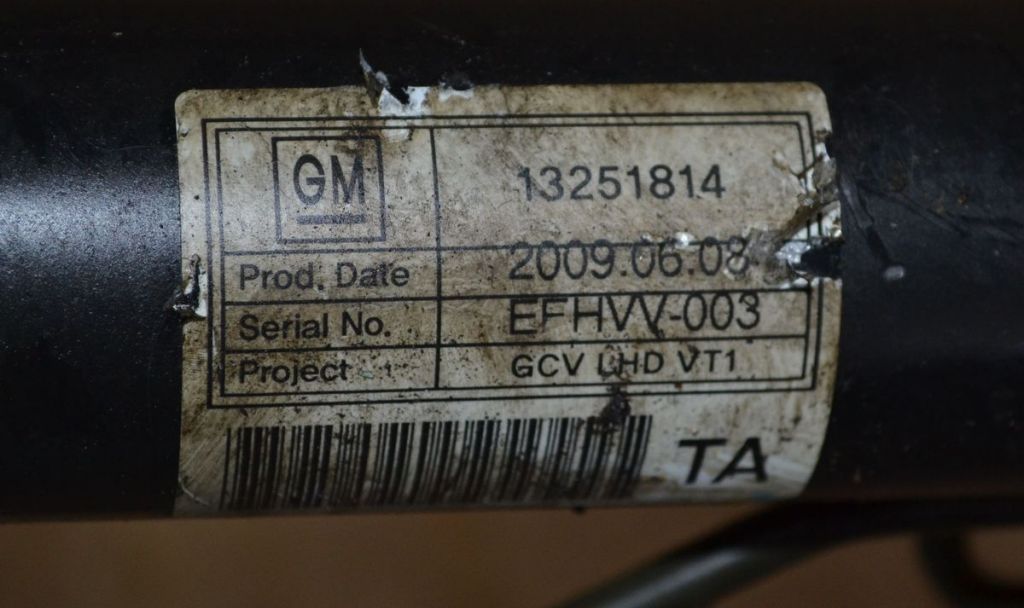 GM 13251814
Prod. Date 2009.06.08
Serial No. EFHVV-003
Project GCV LHD VT1
TA